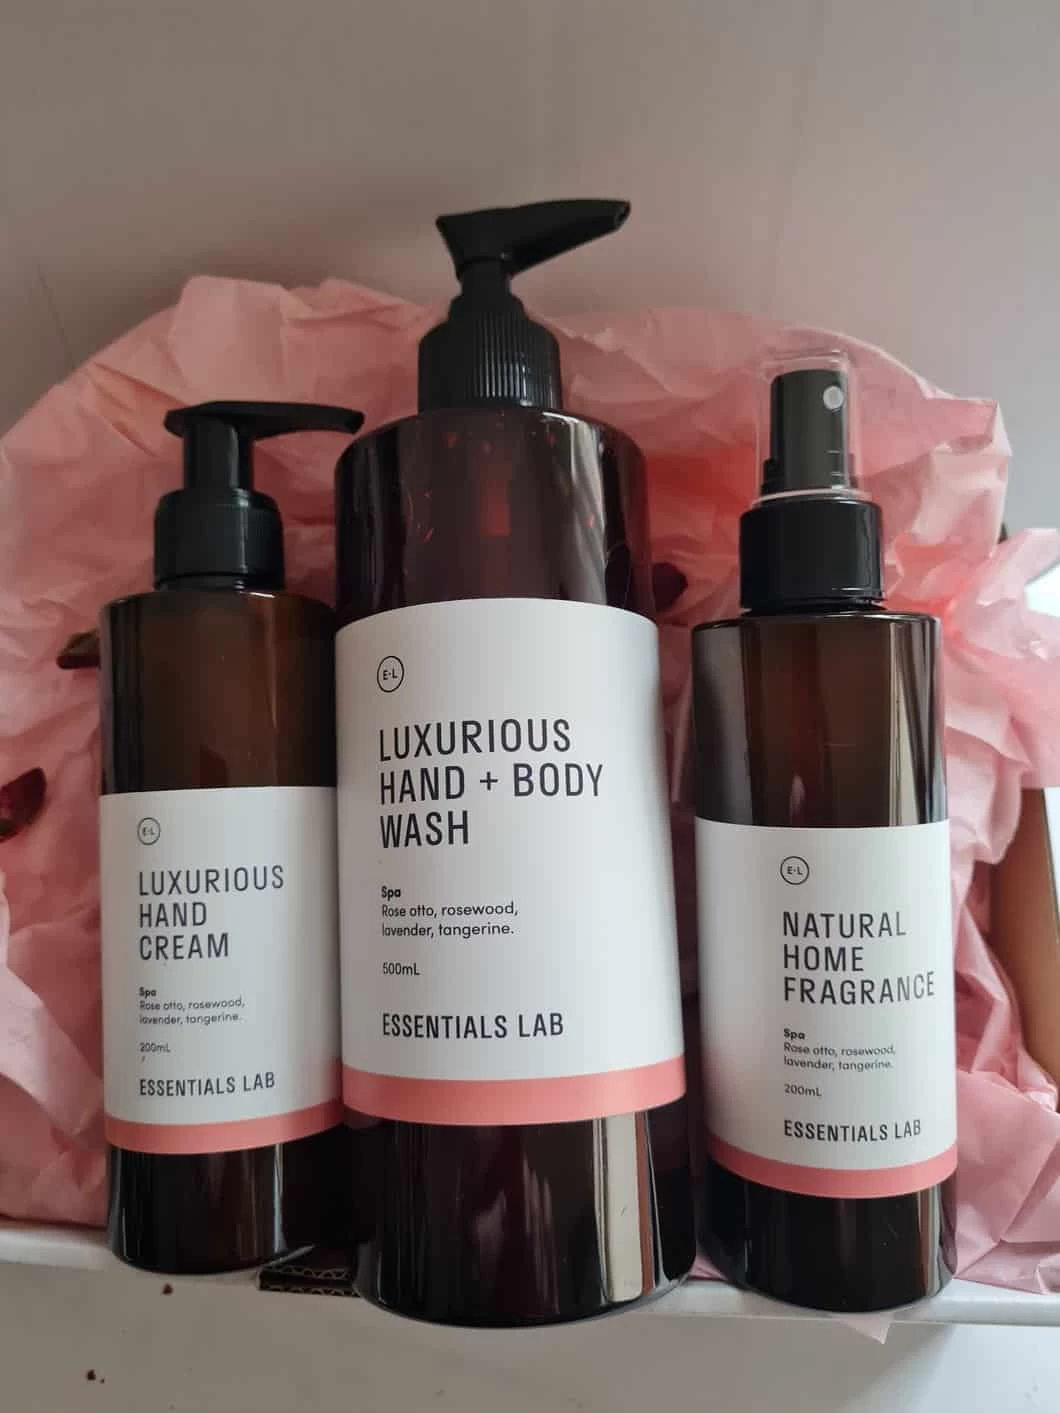 E·L
LUXURIOUS
HAND
CREAM
Spa
Rose otto, rosewood,
lavender, tangerine.
200mL
ESSENTIALS LAB
E·L
LUXURIOUS
HAND + BODY
WASH
Spa
Rose otto, rosewood,
lavender, tangerine.
500mL
ESSENTIALS LAB
E·L
NATURAL
HOME
FRAGRANCE
Spa
Rose otto, rosewood,
lavender, tangerine.
200mL
ESSENTIALS LAB